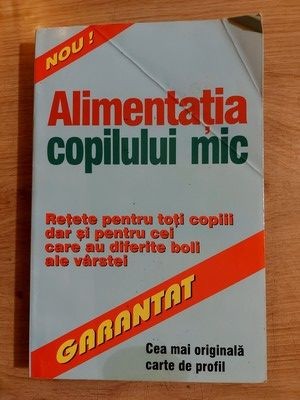 NOU !
Alimentația
copilului mic
Rețete pentru toți copiii
dar și pentru cei
care au diferite boli
ale vârstei
GARANTAT
Cea mai originală
carte de profil